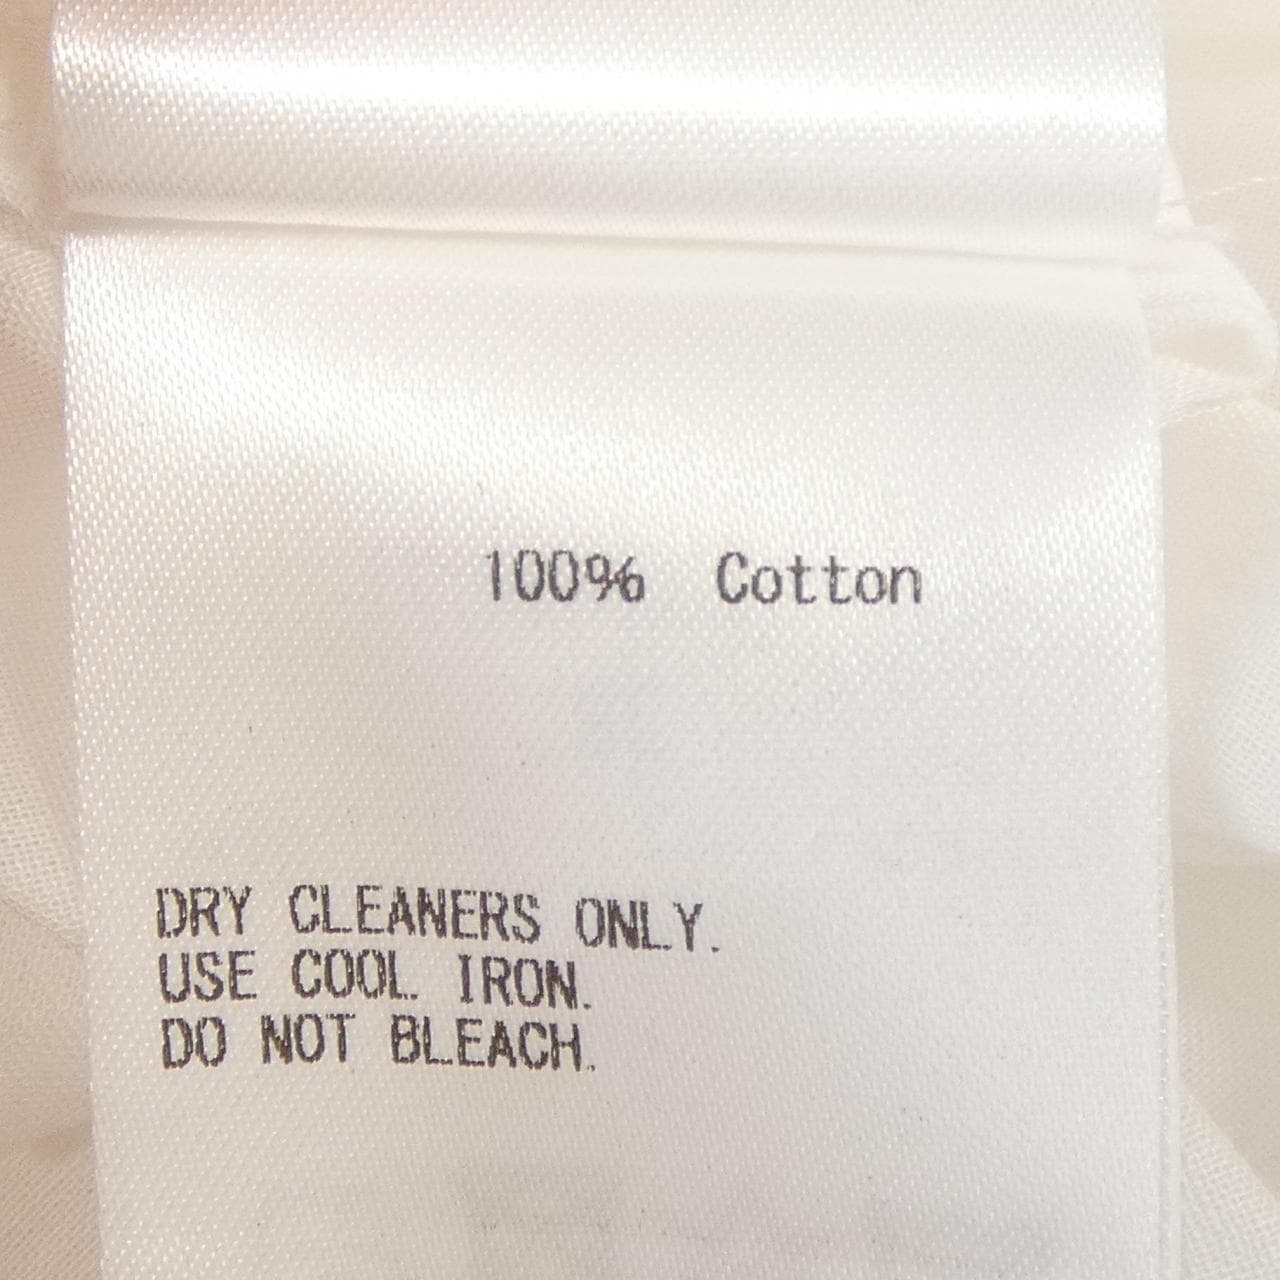 100% Cotton
DRY CLEANERS ONLY.
USE COOL IRON.
DO NOT BLEACH.